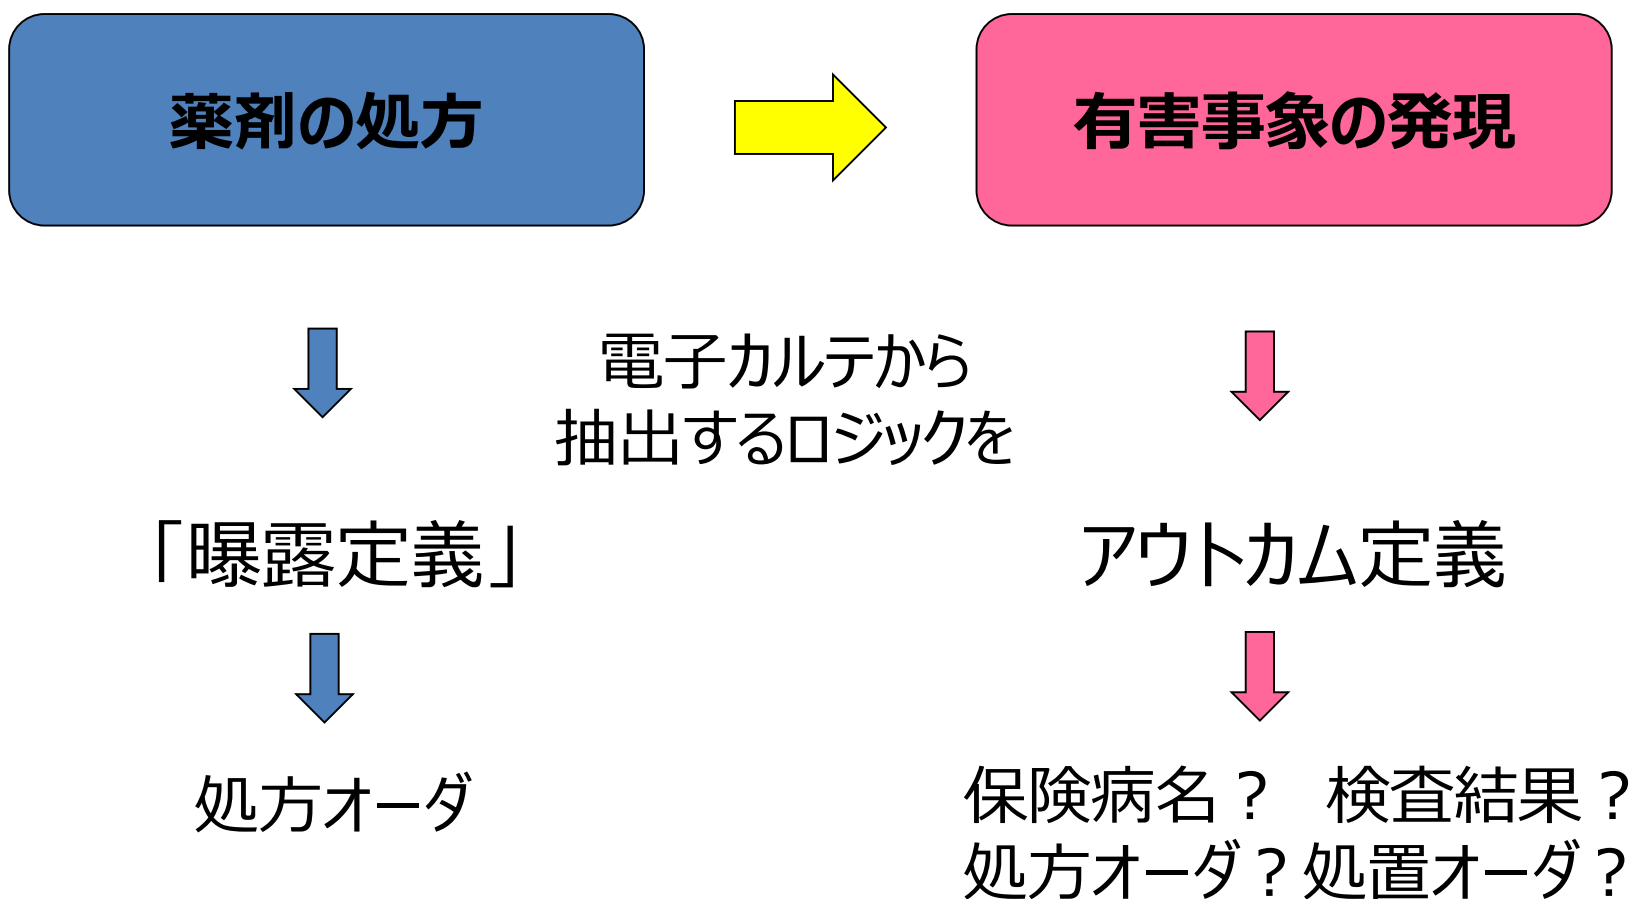 薬剤の処方
有害事象の発現
電子カルテから
抽出するロジックを
「曝露定義」
アウトカム定義
処方オーダ
保険病名？ 検査結果？
処方オーダ？処置オーダ？